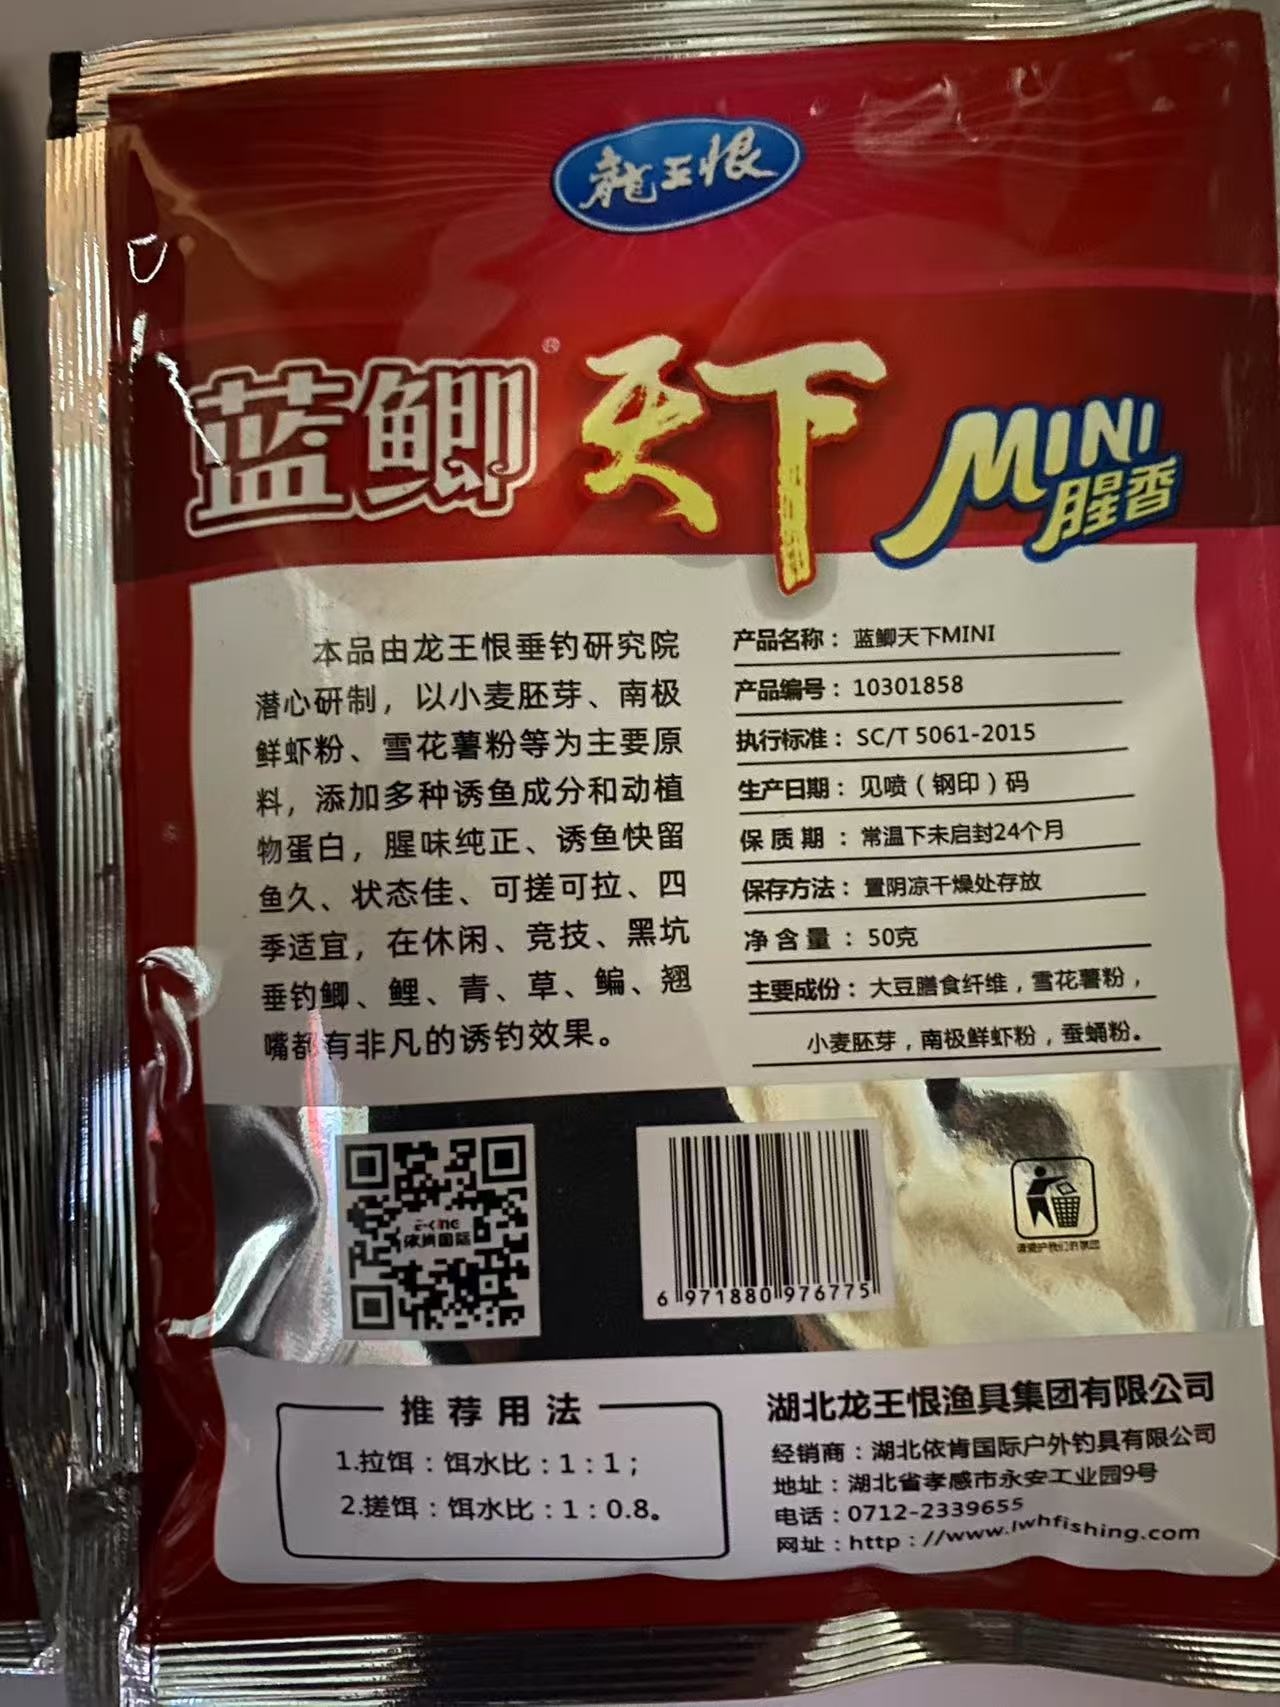 龍王恨
蓝鲫®天下 MINI
腥香
本品由龙王恨垂钓研究院
潜心研制，以小麦胚芽、南极
鲜虾粉、雪花薯粉等为主要原
料，添加多种诱鱼成分和动植
物蛋白，腥味纯正、诱鱼快留
鱼久、状态佳、可搓可拉、四
季适宜，在休闲、竞技、黑坑
垂钓鲫、鲤、青、草、鳊、翘
嘴都有非凡的诱钓效果。
产品名称：蓝鲫天下MINI
产品编号：10301858
执行标准：SC/T 5061-2015
生产日期：见喷（钢印）码
保质期：常温下未启封24个月
保存方法：置阴凉干燥处存放
净含量：50克
主要成份：大豆膳食纤维，雪花薯粉，
小麦胚芽，南极鲜虾粉，蚕蛹粉。
E-KING
依肯国际
6 971880 976775
请爱护我们的家园
推荐用法
1.拉饵：饵水比：1：1；
2.搓饵：饵水比：1：0.8。
湖北龙王恨渔具集团有限公司
经销商：湖北依肯国际户外钓具有限公司
地址：湖北省孝感市永安工业园9号
电话：0712-2339655
网址：http：//www.lwhfishing.com